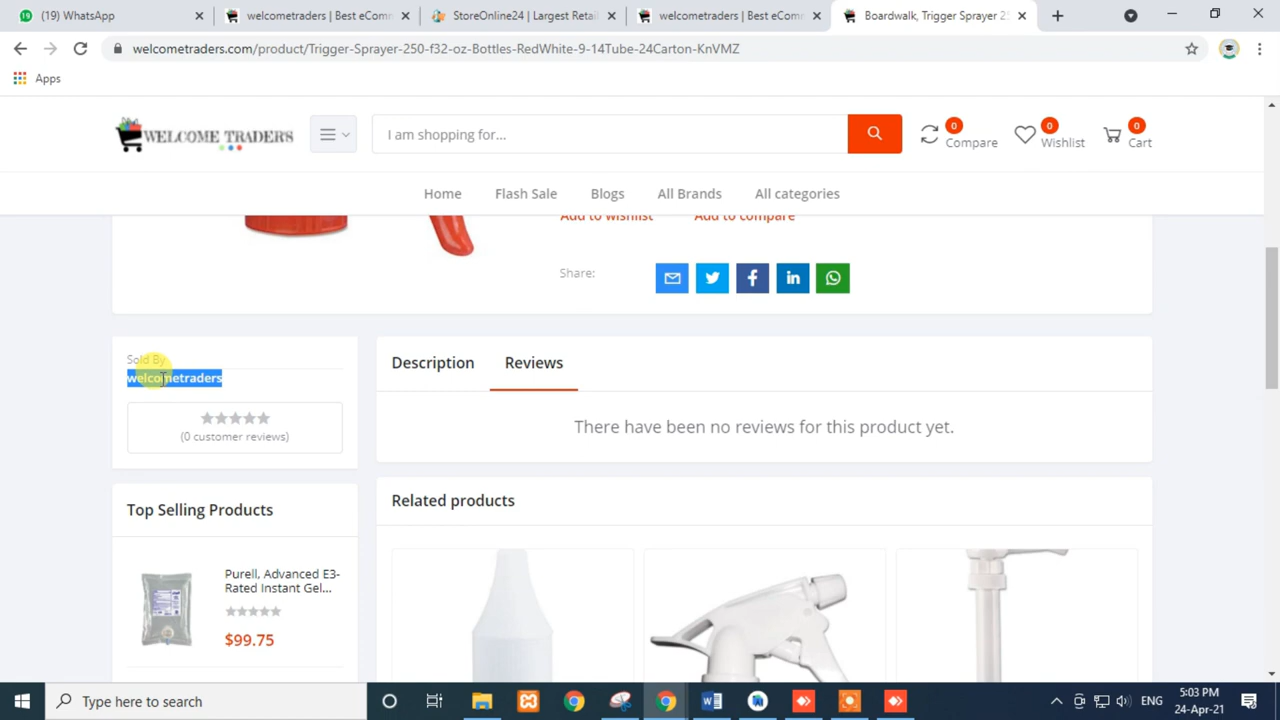 (19) WhatsApp
welcometraders | Best eComm
StoreOnline24 | Largest Retail
welcometraders | Best eComm
Boardwalk, Trigger Sprayer 25
welcometraders.com/product/Trigger-Sprayer-250-f32-oz-Bottles-RedWhite-9-14Tube-24Carton-KnVMZ
Apps
WELCOME TRADERS
I am shopping for...
0
Compare
0
Wishlist
0
Cart
Home
Flash Sale
Blogs
All Brands
All categories
Add to wishlist
Add to compare
Share:
Sold By
welcometraders
(0 customer reviews)
Description
Reviews
There have been no reviews for this product yet.
Top Selling Products
Purell, Advanced E3-
Rated Instant Gel...
$99.75
Related products
Type here to search
ENG
5:03 PM
24-Apr-21